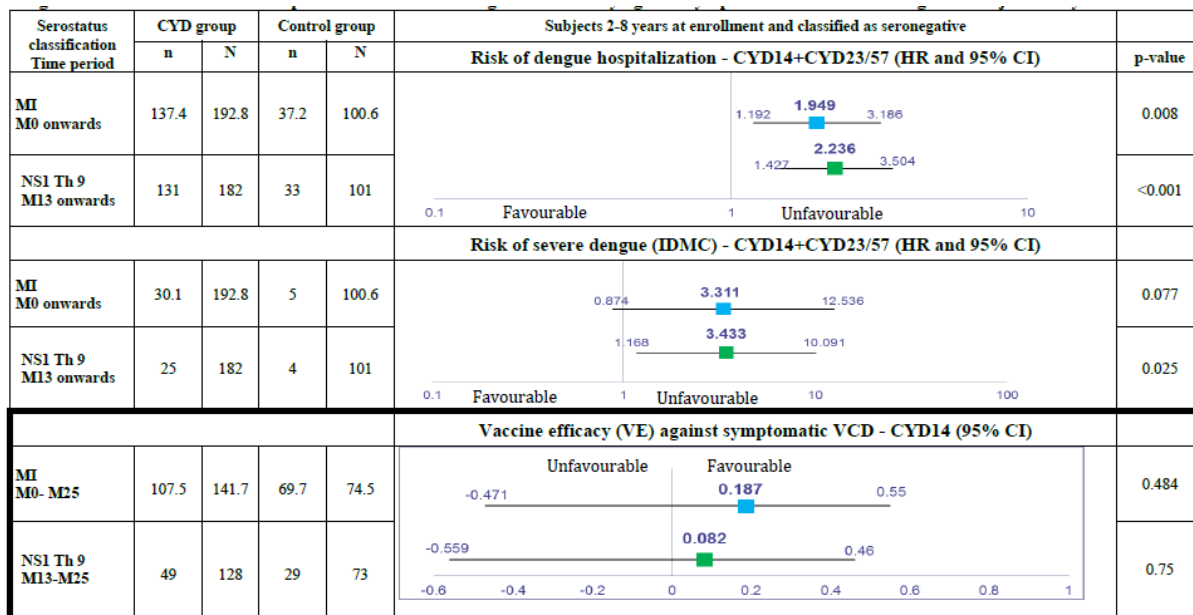 Serostatus classification Time period CYD group Control group Subjects 2-8 years at enrollment and classified as seronegative
n N n N Risk of dengue hospitalization - CYD14+CYD23/57 (HR and 95% CI) p-value
MI
M0 onwards 137.4 192.8 37.2 100.6 1.192 1.949 3.186 0.008
NS1 Th 9
M13 onwards 131 182 33 101 1.427 2.236 3.504 <0.001
0.1 Favourable 1 Unfavourable 10
Risk of severe dengue (IDMC) - CYD14+CYD23/57 (HR and 95% CI)
MI
M0 onwards 30.1 192.8 5 100.6 0.874 3.311 12.536 0.077
NS1 Th 9
M13 onwards 25 182 4 101 1.168 3.433 10.091 0.025
0.1 Favourable 1 Unfavourable 10 100
Vaccine efficacy (VE) against symptomatic VCD - CYD14 (95% CI)
Unfavourable Favourable
MI
M0- M25 107.5 141.7 69.7 74.5 -0.471 0.187 0.55 0.484
NS1 Th 9
M13-M25 49 128 29 73 -0.559 0.082 0.46 0.75
-0.6 -0.4 -0.2 0 0.2 0.4 0.6 0.8 1